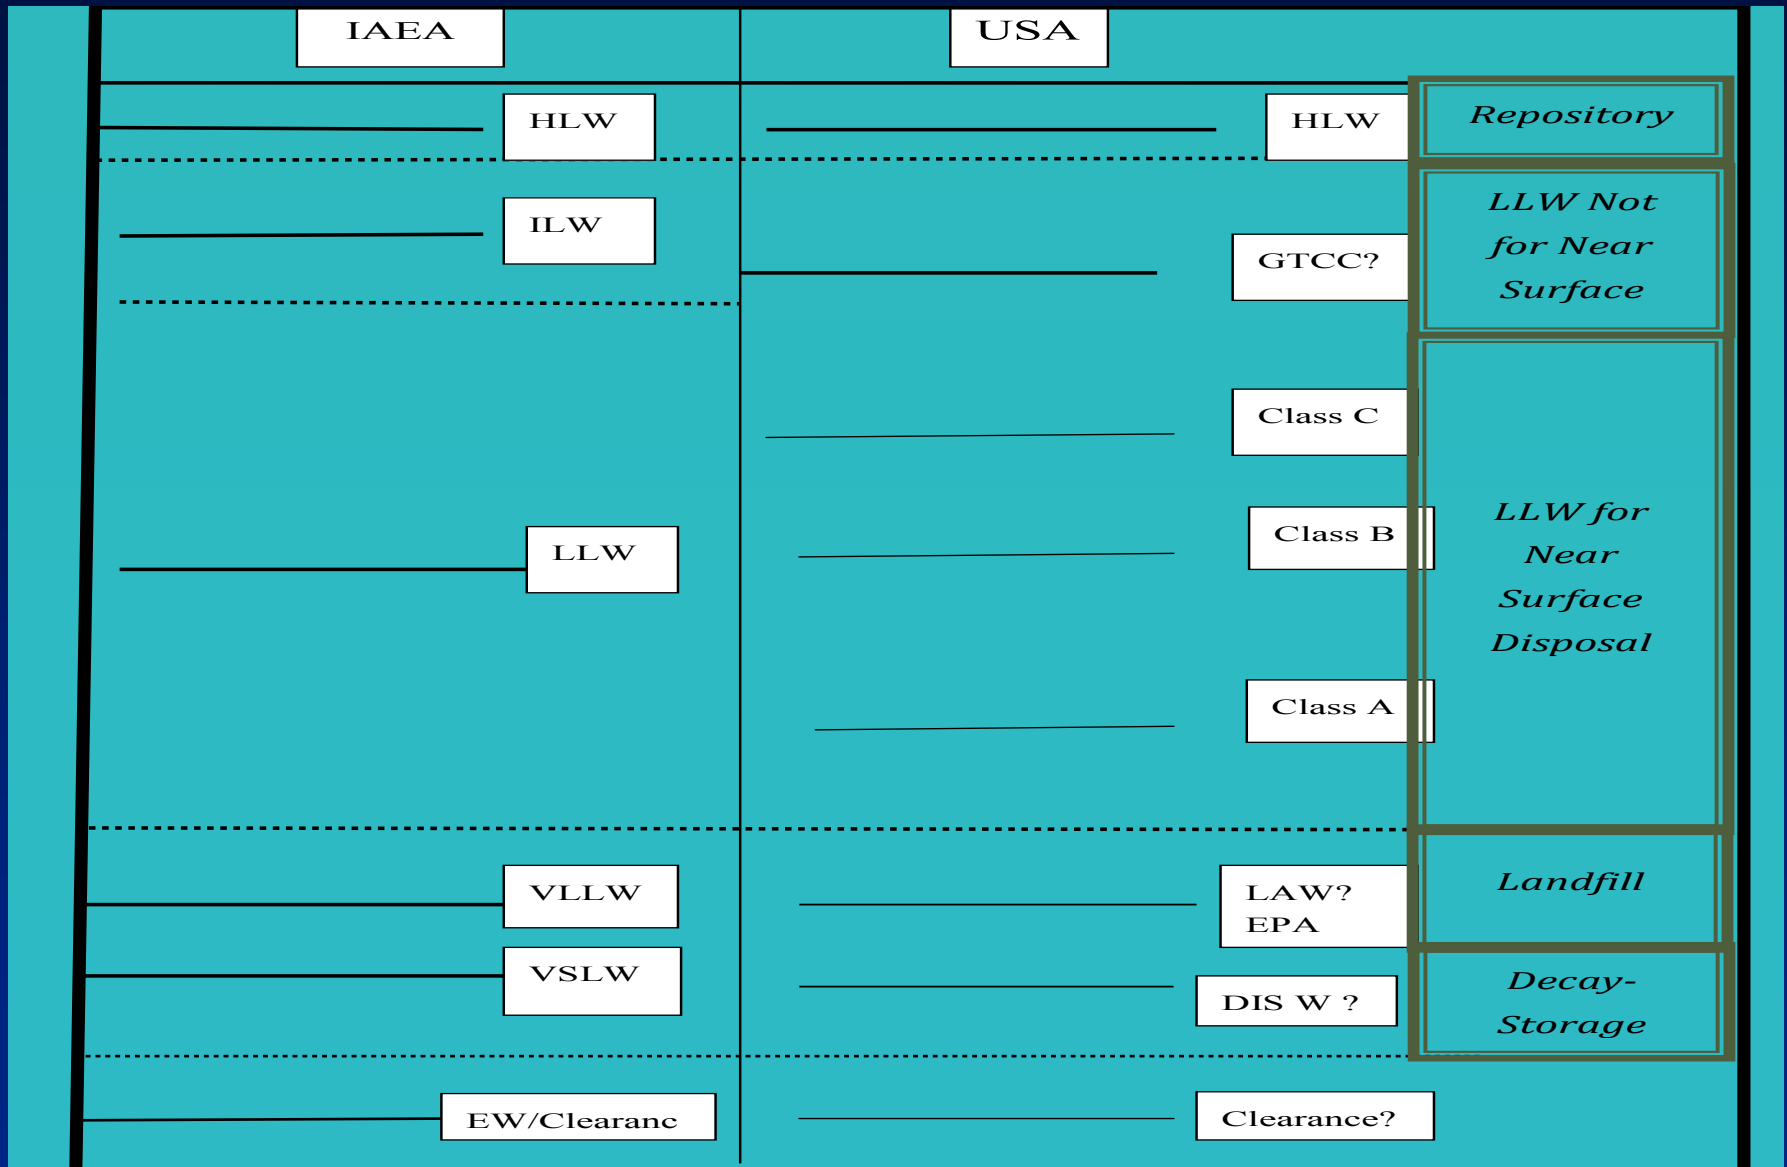 IAEA
USA
HLW
HLW
Repository
ILW
GTCC?
LLW Not
for Near
Surface
LLW
Class C
Class B
Class A
LLW for
Near
Surface
Disposal
VLLW
LAW?
EPA
Landfill
VSLW
DIS W ?
Decay-
Storage
EW/Clearanc
Clearance?